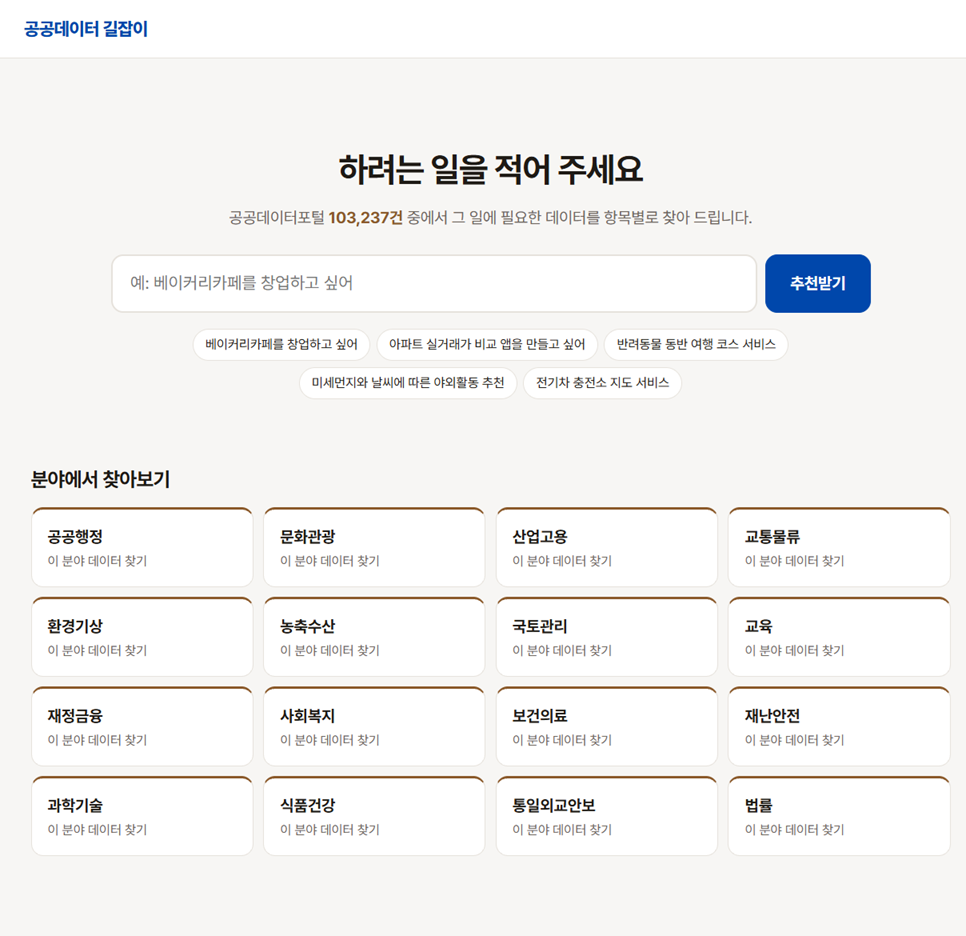 공공데이터 길잡이
하려는 일을 적어 주세요
공공데이터포털 103,237건 중에서 그 일에 필요한 데이터를 항목별로 찾아 드립니다.
예: 베이커리카페를 창업하고 싶어
추천받기
베이커리카페를 창업하고 싶어
아파트 실거래가 비교 앱을 만들고 싶어
반려동물 동반 여행 코스 서비스
미세먼지와 날씨에 따른 야외활동 추천
전기차 충전소 지도 서비스
분야에서 찾아보기
공공행정
이 분야 데이터 찾기
문화관광
이 분야 데이터 찾기
산업고용
이 분야 데이터 찾기
교통물류
이 분야 데이터 찾기
환경기상
이 분야 데이터 찾기
농축수산
이 분야 데이터 찾기
국토관리
이 분야 데이터 찾기
교육
이 분야 데이터 찾기
재정금융
이 분야 데이터 찾기
사회복지
이 분야 데이터 찾기
보건의료
이 분야 데이터 찾기
재난안전
이 분야 데이터 찾기
과학기술
이 분야 데이터 찾기
식품건강
이 분야 데이터 찾기
통일외교안보
이 분야 데이터 찾기
법률
이 분야 데이터 찾기